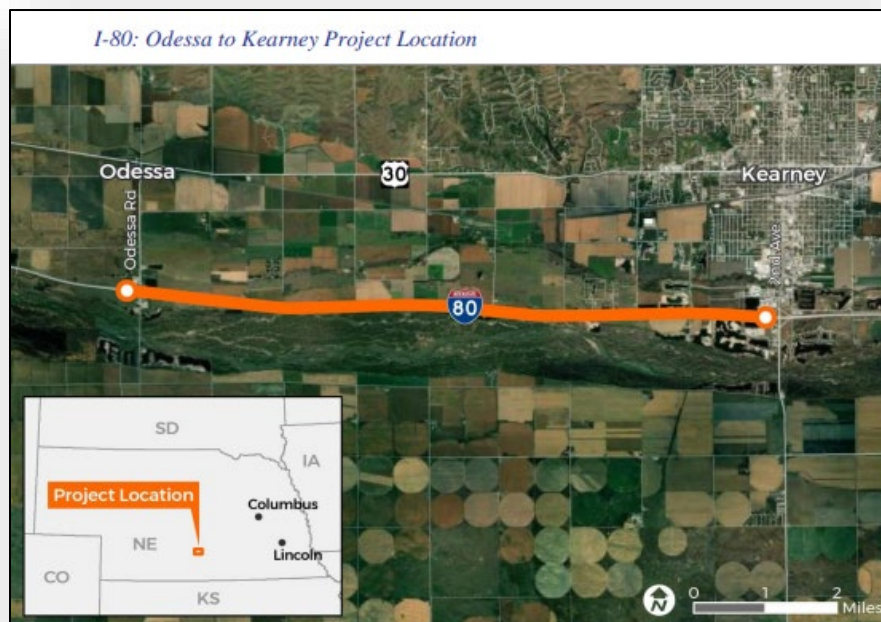 I-80: Odessa to Kearney Project Location
Odessa
30
Kearney
Odessa Rd
2nd Ave
80
SD
IA
Project Location
Columbus
NE
Lincoln
CO
KS
N
0 1 2
Miles